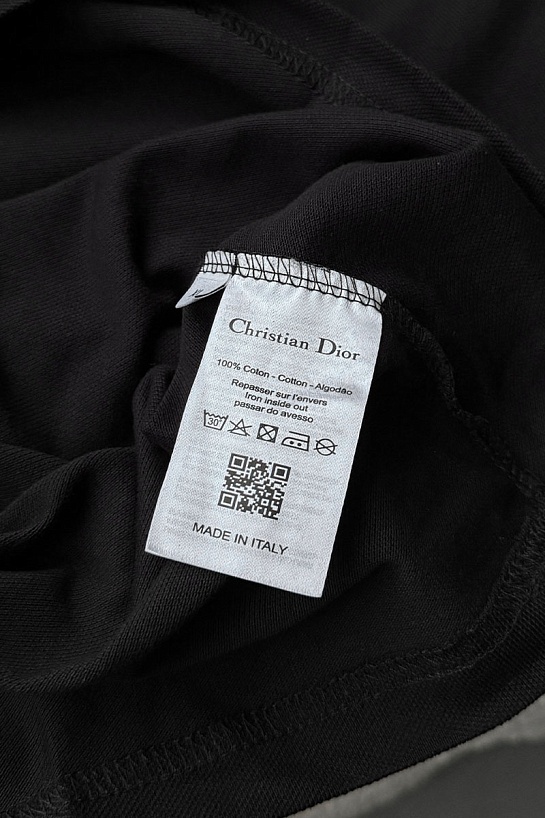 Christian Dior
100% Coton - Cotton - Algodão
Repasser sur l'envers
Iron inside out
passar do avesso
30°
MADE IN ITALY